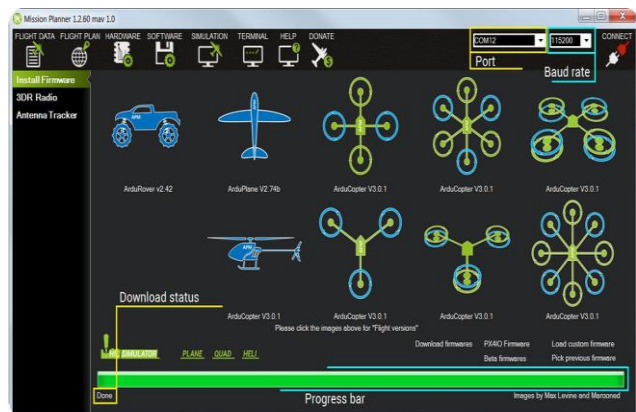 Mission Planner 1.2.60 mav 1.0
FLIGHT DATA FLIGHT PLAN HARDWARE SOFTWARE SIMULATION TERMINAL HELP DONATE
COM12 115200 CONNECT
Port
Baud rate
Install Firmware
3DR Radio
Antenna Tracker
APM
ArduRover v2.42 ArduPlane V2.74b ArduCopter V3.0.1 ArduCopter V3.0.1 ArduCopter V3.0.1
Download status
ArduCopter V3.0.1 ArduCopter V3.0.1 ArduCopter V3.0.1 ArduCopter V3.0.1
Please click the images above for "Flight versions"
Download firmwares PX4IO Firmware Load custom firmware
SIMULATOR PLANE QUAD HELI
Beta firmwares Pick previous firmware
Done
Progress bar
Images by Max Levine and Marooned